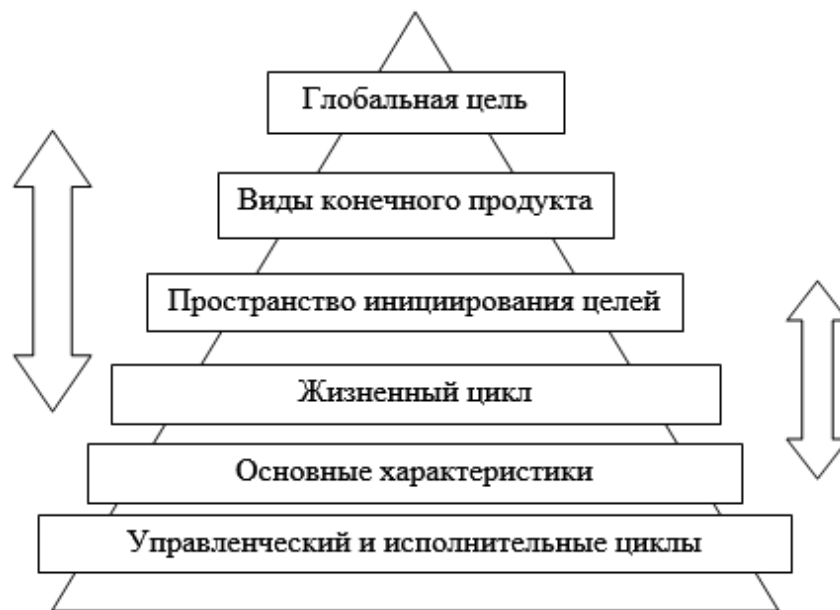 Глобальная цель
Виды конечного продукта
Пространство инициирования целей
Жизненный цикл
Основные характеристики
Управленческий и исполнительные циклы